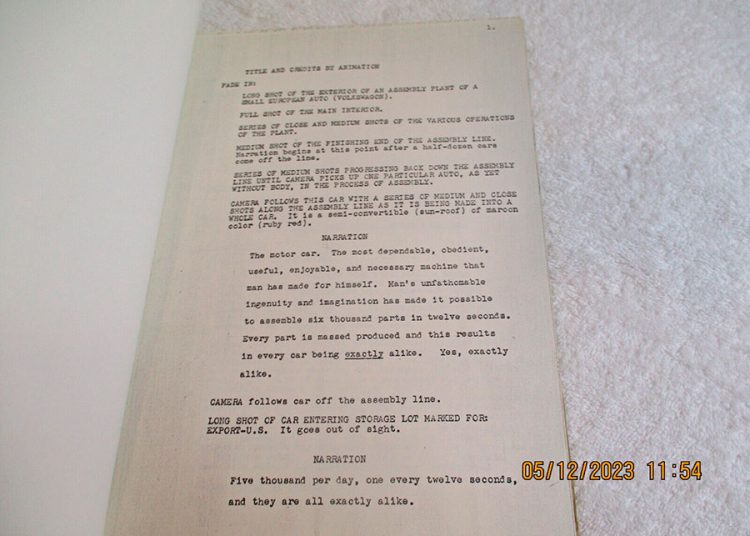 1.
TITLE AND CREDITS BY ANIMATION
FADE IN:
LONG SHOT OF THE EXTERIOR OF AN ASSEMBLY PLANT OF A
SMALL EUROPEAN AUTO (VOLKSWAGON).
FULL SHOT OF THE MAIN INTERIOR.
SERIES OF CLOSE AND MEDIUM SHOTS OF THE VARIOUS OPERATIONS
OF THE PLANT.
MEDIUM SHOT OF THE FINISHING END OF THE ASSEMBLY LINE.
Narration begins at this point after a half-dozen cars
come off the line.
SERIES OF MEDIUM SHOTS PROGRESSING BACK DOWN THE ASSEMBLY
LINE UNTIL CAMERA PICKS UP ONE PARTICULAR AUTO, AS YET
WITHOUT BODY, IN THE PROCESS OF ASSEMBLY.
CAMERA FOLLOWS THIS CAR WITH A SERIES OF MEDIUM AND CLOSE
SHOTS ALONG THE ASSEMBLY LINE AS IT IS BEING MADE INTO A
WHOLE CAR. It is a semi-convertible (sun-roof) of maroon
color (ruby red).
NARRATION
The motor car. The most dependable, obedient,
useful, enjoyable, and necessary machine that
man has made for himself. Man's unfathomable
ingenuity and imagination has made it possible
to assemble six thousand parts in twelve seconds.
Every part is massed produced and this results
in every car being exactly alike. Yes, exactly
alike.
CAMERA follows car off the assembly line.
LONG SHOT OF CAR ENTERING STORAGE LOT MARKED FOR:
EXPORT-U.S. It goes out of sight.
NARRATION
Five thousand per day, one every twelve seconds,
and they are all exactly alike.
05/12/2023 11:54